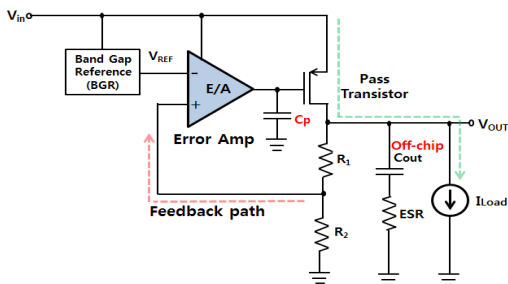 Vin
Band Gap
Reference
(BGR)
VREF
−
E/A
+
Error Amp
Cp
Pass
Transistor
VOUT
R1
Off-chip
Cout
ESR
ILoad
Feedback path
R2